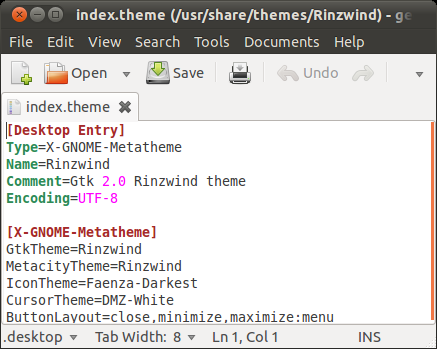 index.theme (/usr/share/themes/Rinzwind) - ge
File Edit View Search Tools Documents Help
Open Save Undo
index.theme
[Desktop Entry]
Type=X-GNOME-Metatheme
Name=Rinzwind
Comment=Gtk 2.0 Rinzwind theme
Encoding=UTF-8
[X-GNOME-Metatheme]
GtkTheme=Rinzwind
MetacityTheme=Rinzwind
IconTheme=Faenza-Darkest
CursorTheme=DMZ-White
ButtonLayout=close,minimize,maximize:menu
.desktop Tab Width: 8 Ln 1, Col 1 INS